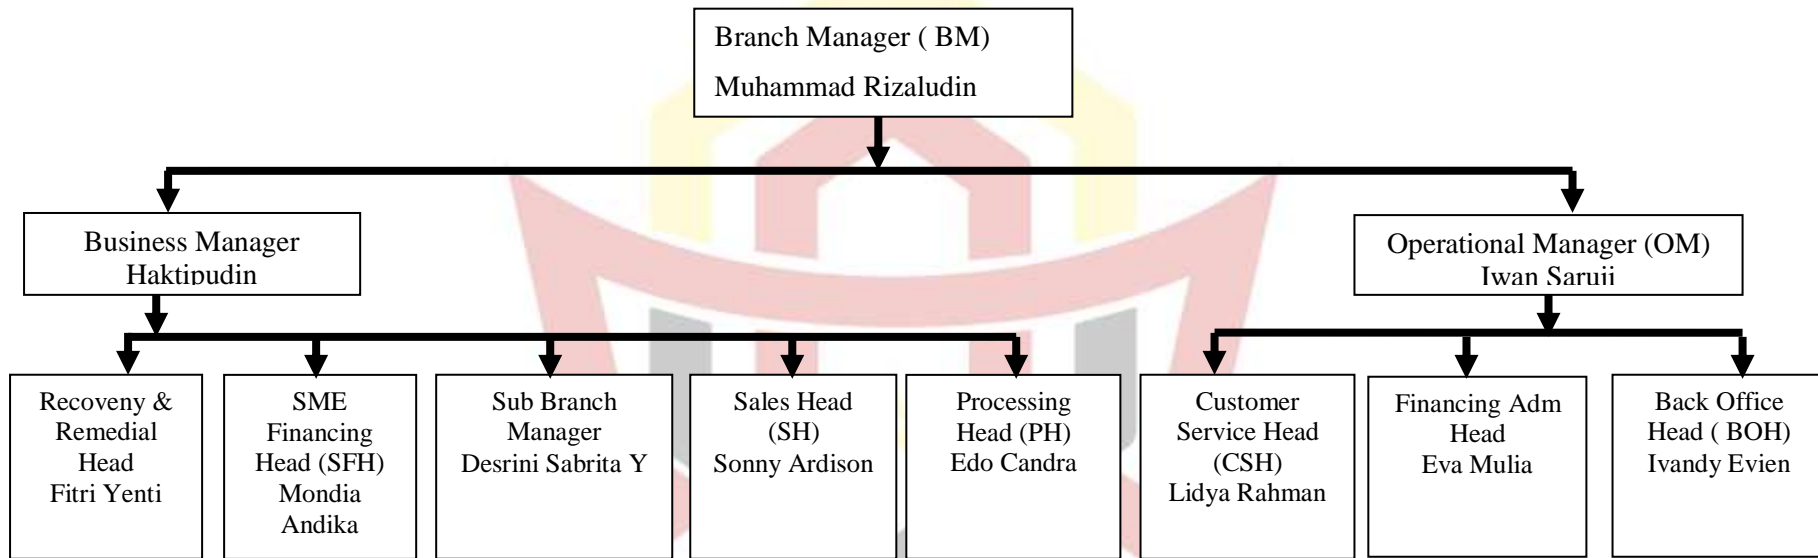 Branch Manager ( BM)
Muhammad Rizaludin
Business Manager
Haktipudin
Operational Manager (OM)
Iwan Saruji
Recoveny &
Remedial
Head
Fitri Yenti
SME
Financing
Head (SFH)
Mondia
Andika
Sub Branch
Manager
Desrini Sabrita Y
Sales Head
(SH)
Sonny Ardison
Processing
Head (PH)
Edo Candra
Customer
Service Head
(CSH)
Lidya Rahman
Financing Adm
Head
Eva Mulia
Back Office
Head ( BOH)
Ivandy Evien